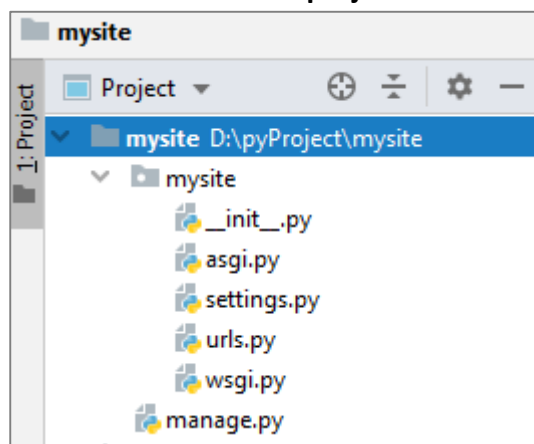 mysite
1: Project
Project
mysite D:\pyProject\mysite
mysite
__init__.py
asgi.py
settings.py
urls.py
wsgi.py
manage.py